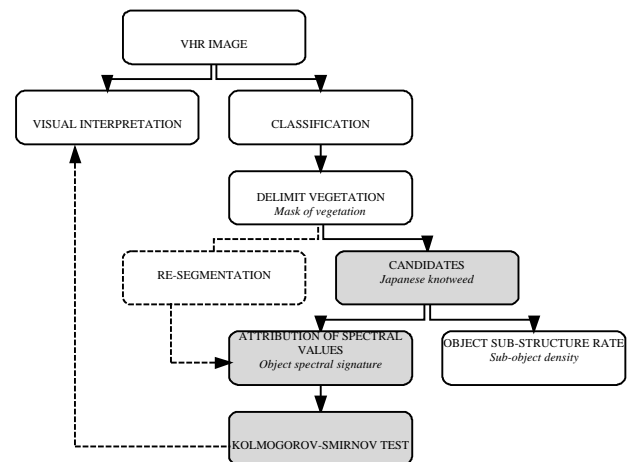 VHR IMAGE
VISUAL INTERPRETATION
CLASSIFICATION
DELIMIT VEGETATION
Mask of vegetation
RE-SEGMENTATION
CANDIDATES
Japanese knotweed
ATTRIBUTION OF SPECTRAL
VALUES
Object spectral signature
OBJECT SUB-STRUCTURE RATE
Sub-object density
KOLMOGOROV-SMIRNOV TEST